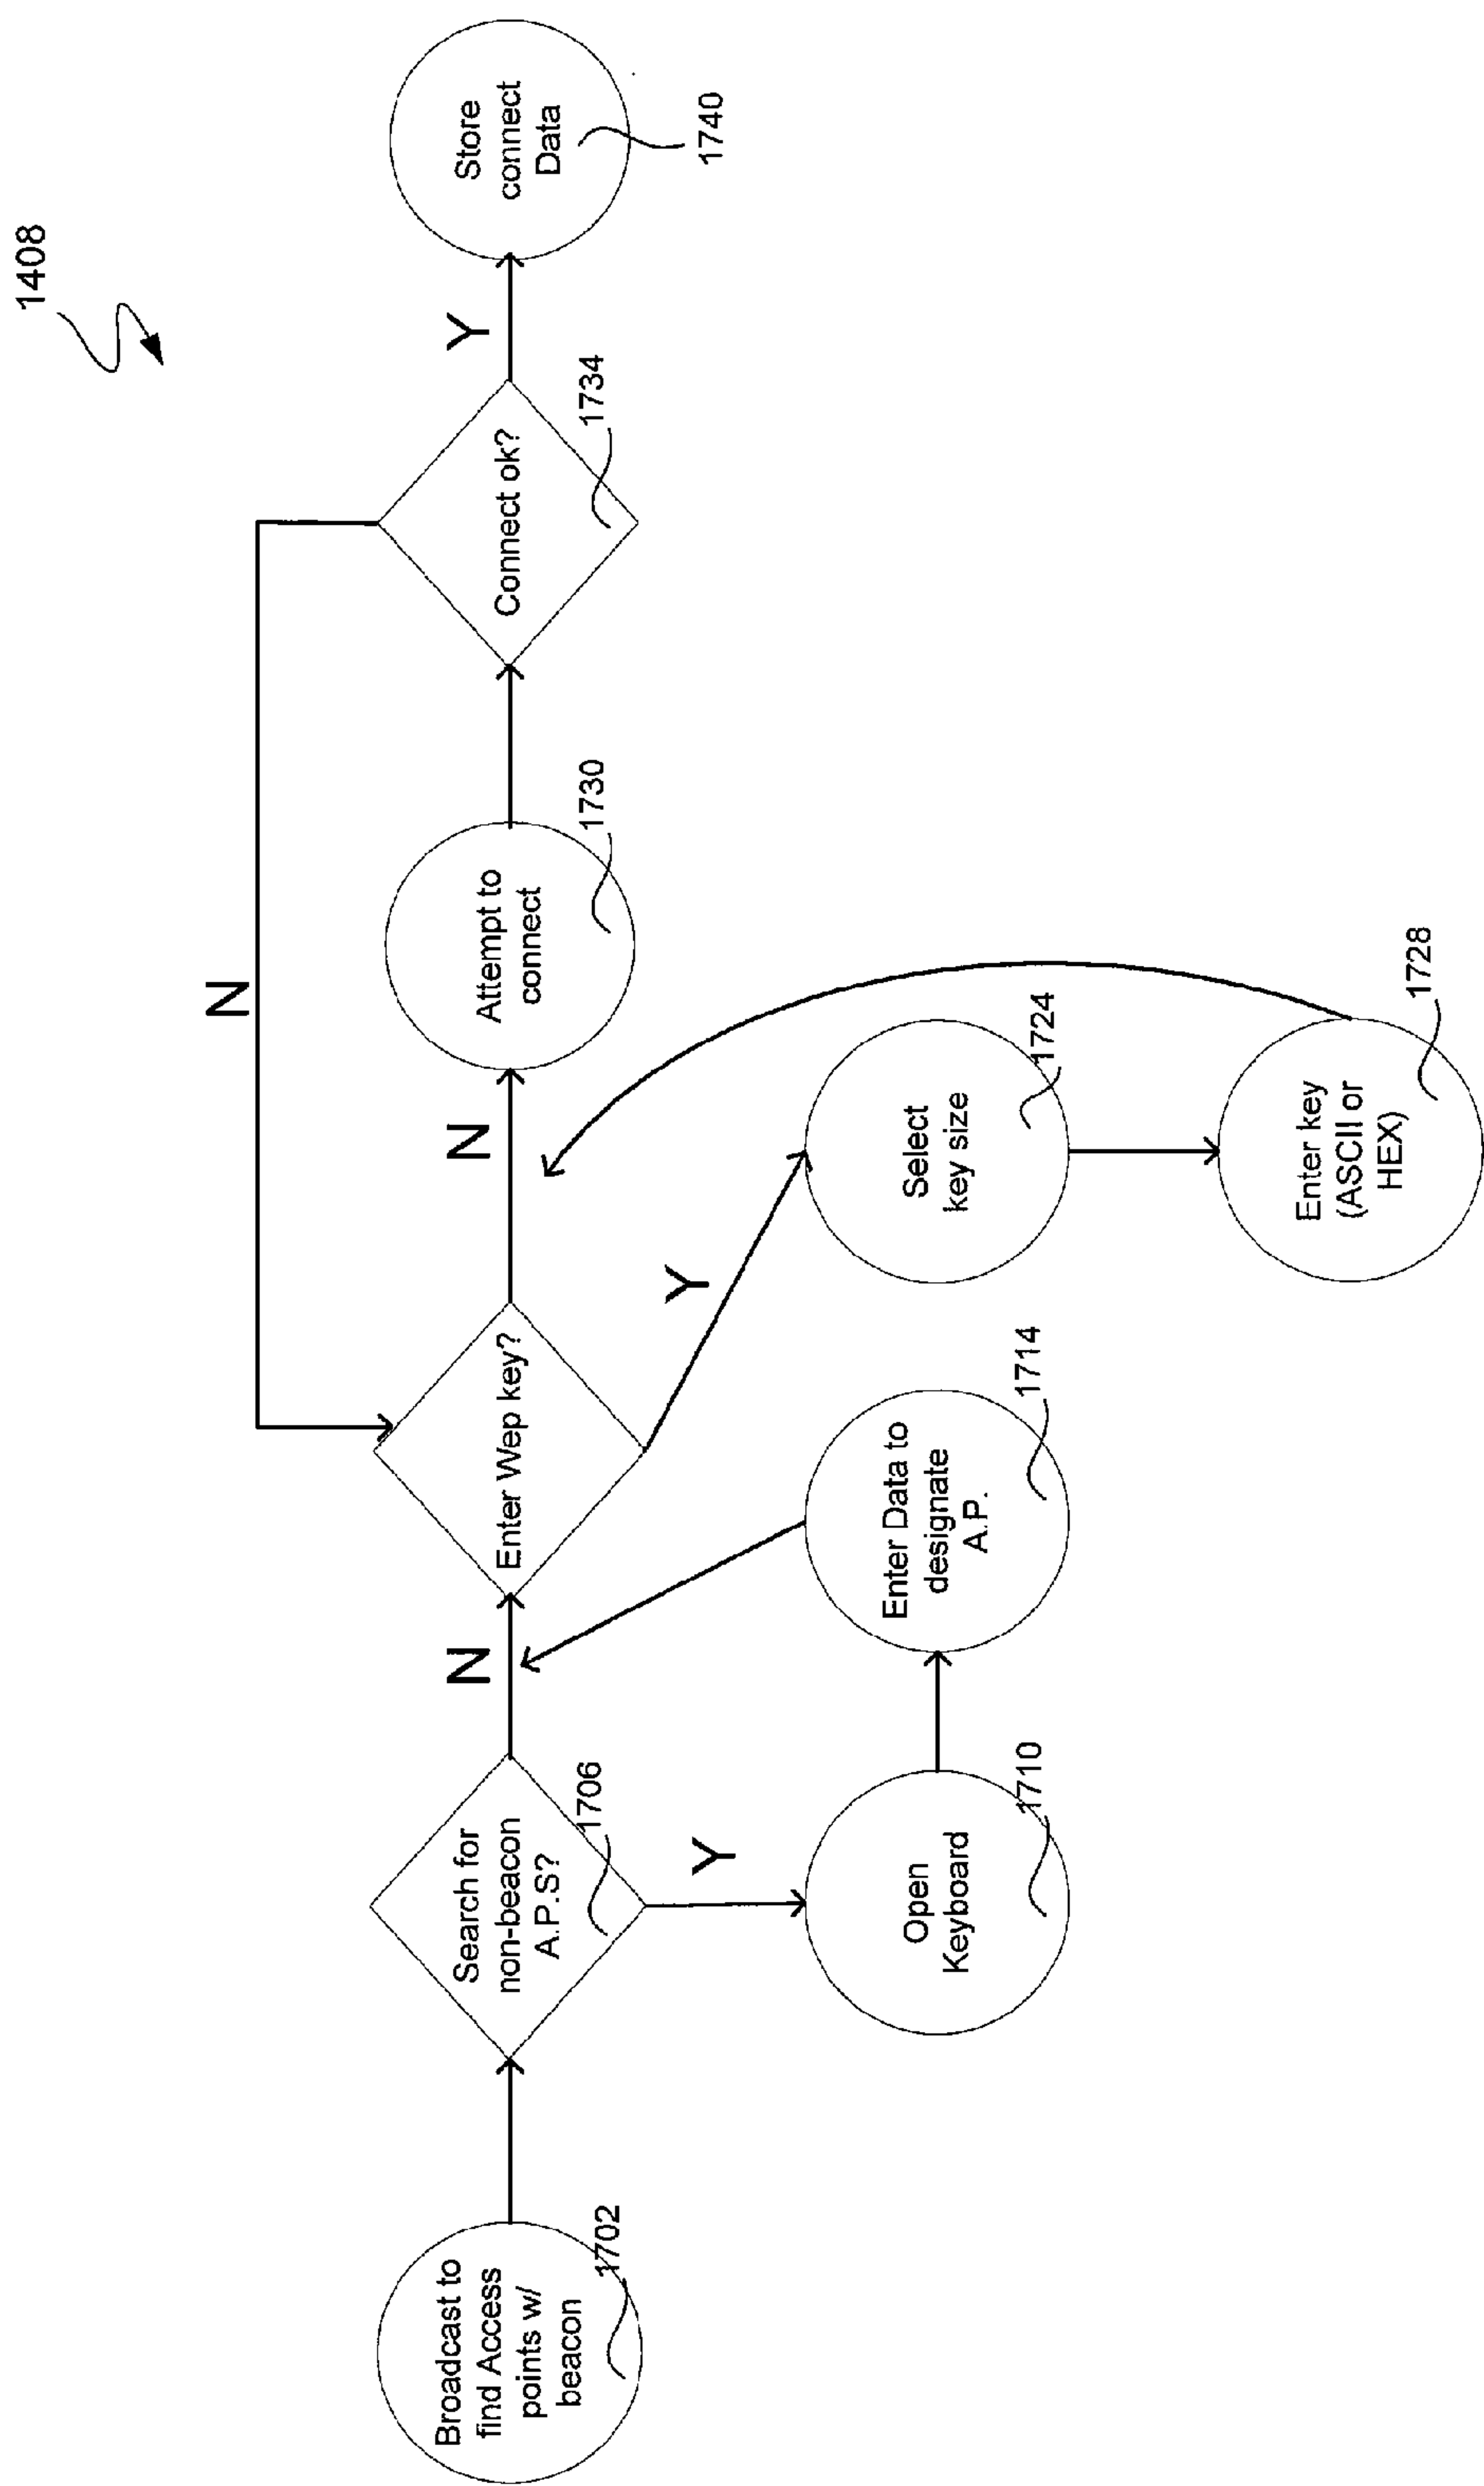 1408
Broadcast to
find Access
points w/
beacon
1702
Search for
non-beacon
A.P.S?
1706
N
Y
Open
Keyboard
1710
Enter Data to
designate
A.P.
1714
Enter Wep key?
N
Y
Select
key size
1724
Enter key
(ASCII or
HEX)
1728
Attempt to
connect
1730
Connect ok?
1734
N
Y
Store
connect
Data
1740